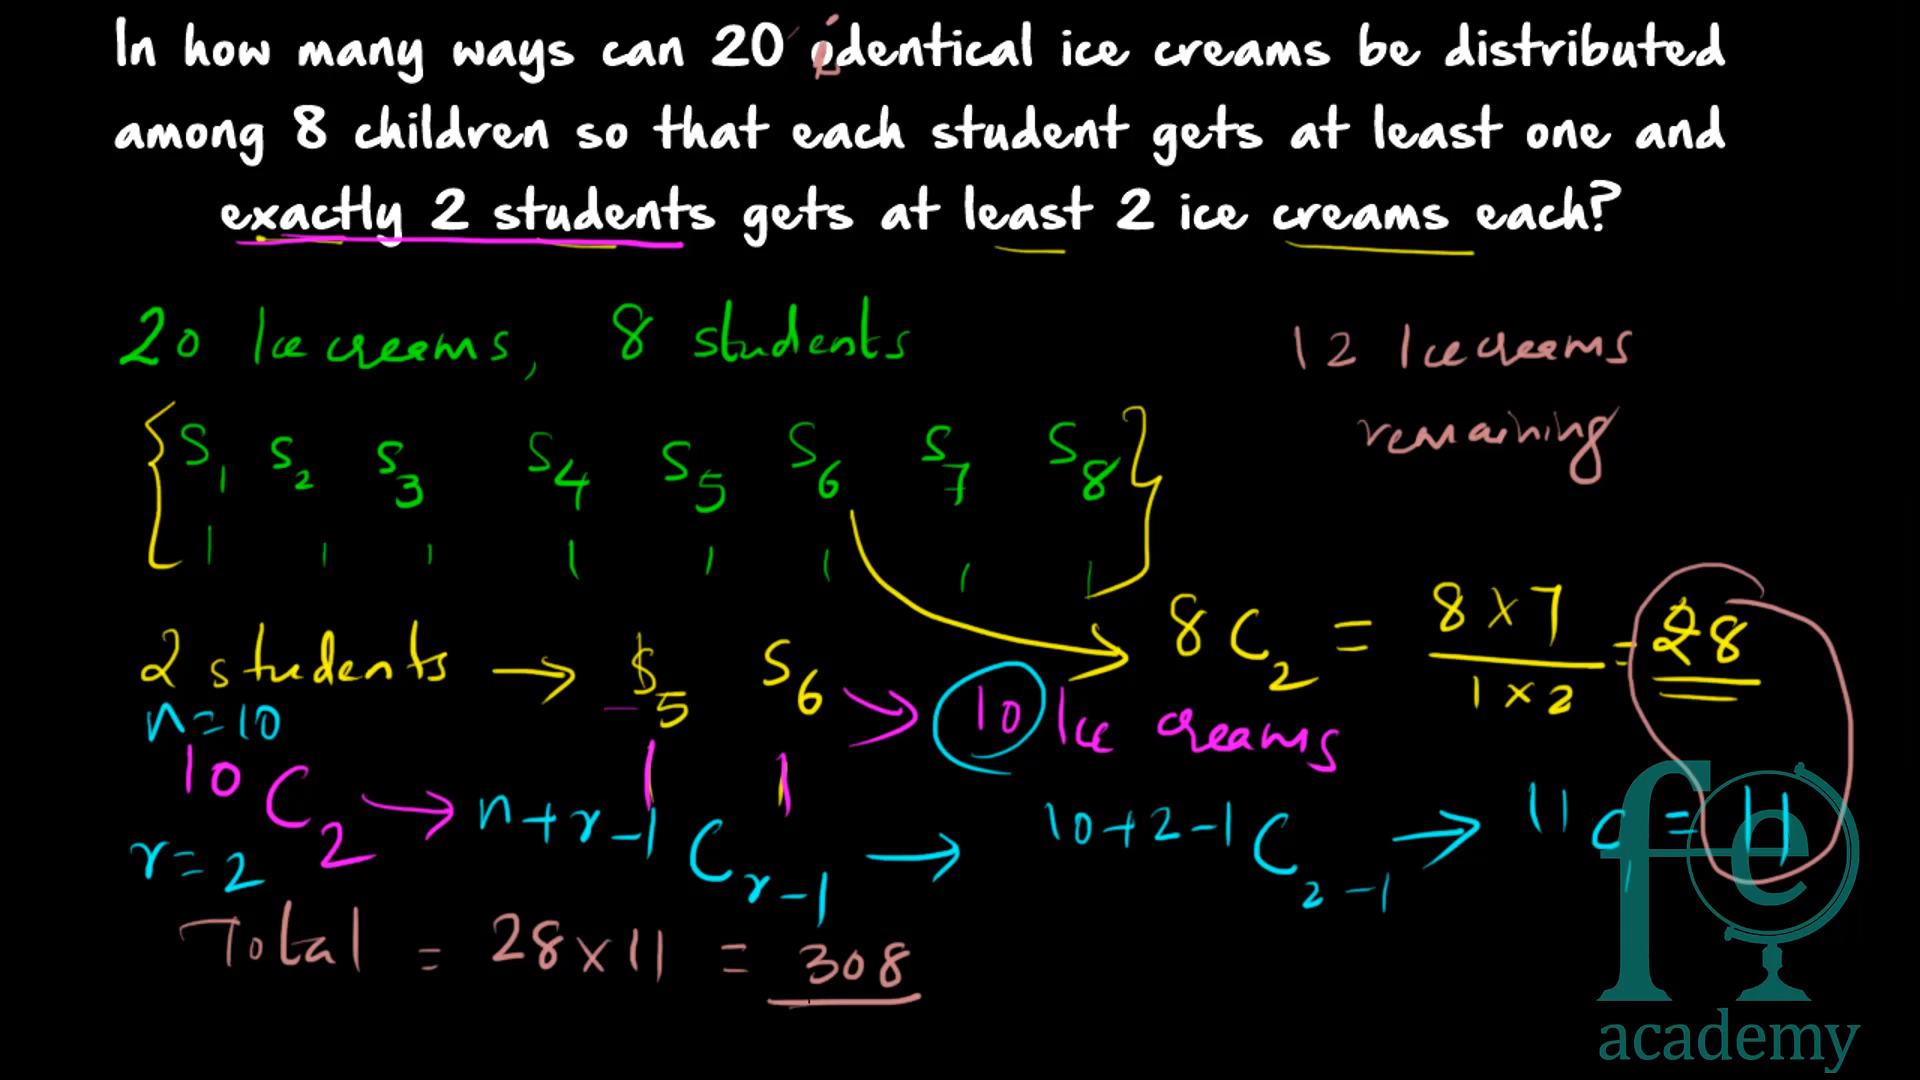 In how many ways can 20 identical ice creams be distributed
among 8 children so that each student gets at least one and
exactly 2 students gets at least 2 ice creams each?
20 Ice creams, 8 students
12 Ice creams
remaining
S1 S2 S3 S4 S5 S6 S7 S8
1 1 1 1 1 1 1 1
8C2 = 8 x 7 / 1 x 2 = 28
2 students → S5 S6 → 10 Ice creams
1 1
n = 10
10C2 → n+r-1Cr-1 → 10+2-1C2-1 → 11C1 = 11
r = 2
Total = 28 x 11 = 308
fe
academy